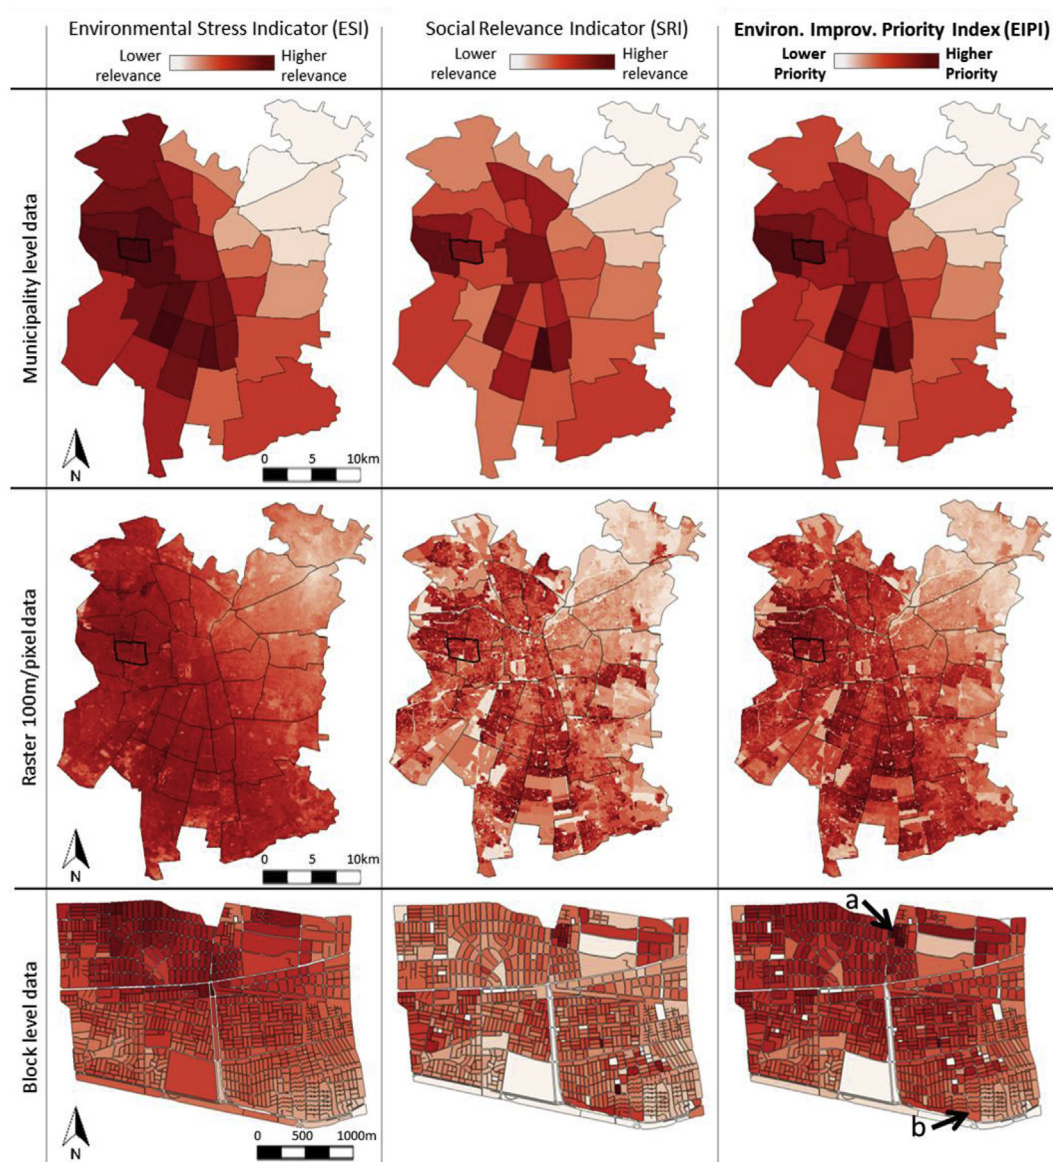 Environmental Stress Indicator (ESI)
Lower relevance
Higher relevance
Social Relevance Indicator (SRI)
Lower relevance
Higher relevance
Environ. Improv. Priority Index (EIPI)
Lower Priority
Higher Priority
Municipality level data
N
0 5 10km
Raster 100m/pixel data
N
0 5 10km
Block level data
N
0 500 1000m
a
b